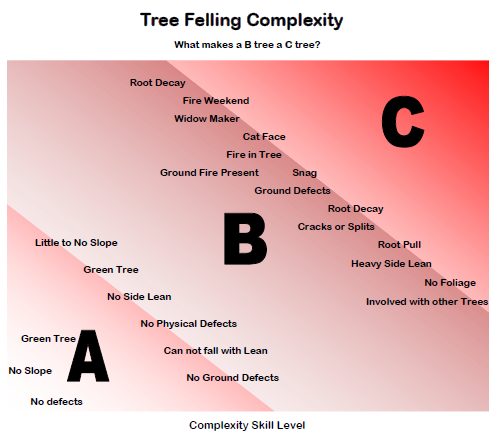 Tree Felling Complexity
What makes a B tree a C tree?
Root Decay
Fire Weekend
Widow Maker
C
Cat Face
Fire in Tree
Ground Fire Present Snag
Ground Defects
Root Decay
Cracks or Splits
B
Little to No Slope
Root Pull
Green Tree
Heavy Side Lean
No Foliage
No Side Lean
Involved with other Trees
No Physical Defects
Green Tree
A
Can not fall with Lean
No Slope
No Ground Defects
No defects
Complexity Skill Level